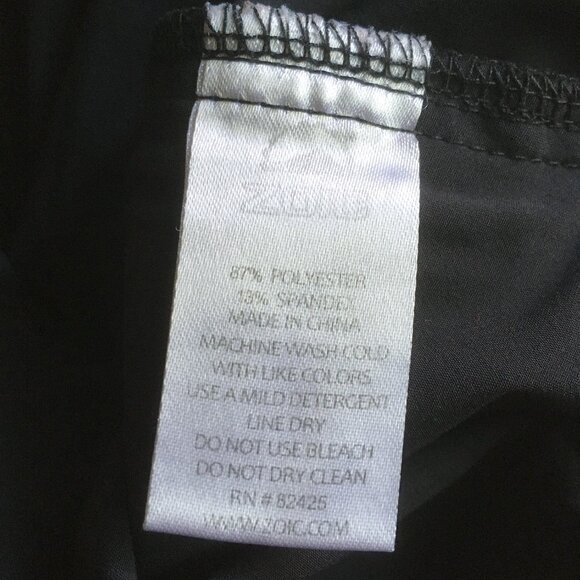 ZOIC
87% POLYESTER
13% SPANDEX
MADE IN CHINA
MACHINE WASH COLD
WITH LIKE COLORS
USE A MILD DETERGENT
LINE DRY
DO NOT USE BLEACH
DO NOT DRY CLEAN
RN # 82425
WWW.ZOIC.COM